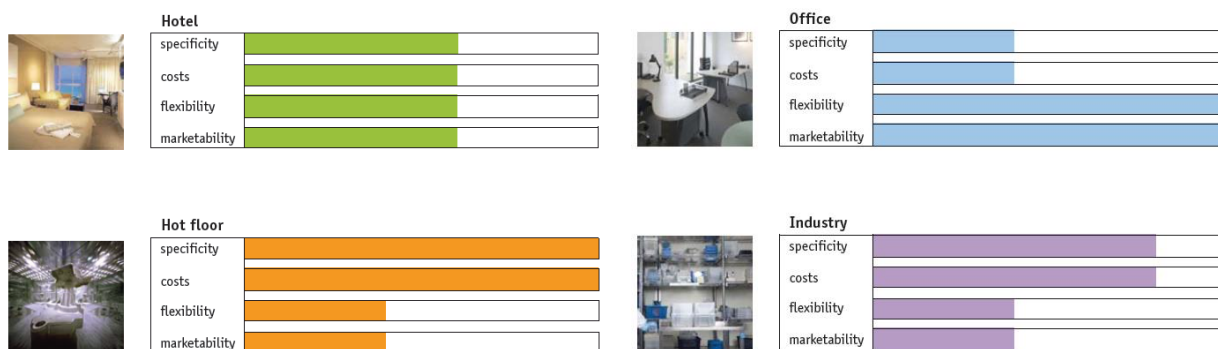 Hotel
specificity
costs
flexibility
marketability
Office
specificity
costs
flexibility
marketability
Hot floor
specificity
costs
flexibility
marketability
Industry
specificity
costs
flexibility
marketability